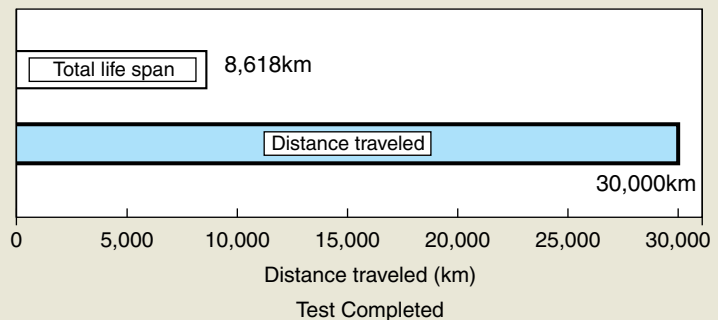 Total life span 8,618km
Distance traveled
30,000km
0 5,000 10,000 15,000 20,000 25,000 30,000
Distance traveled (km)
Test Completed